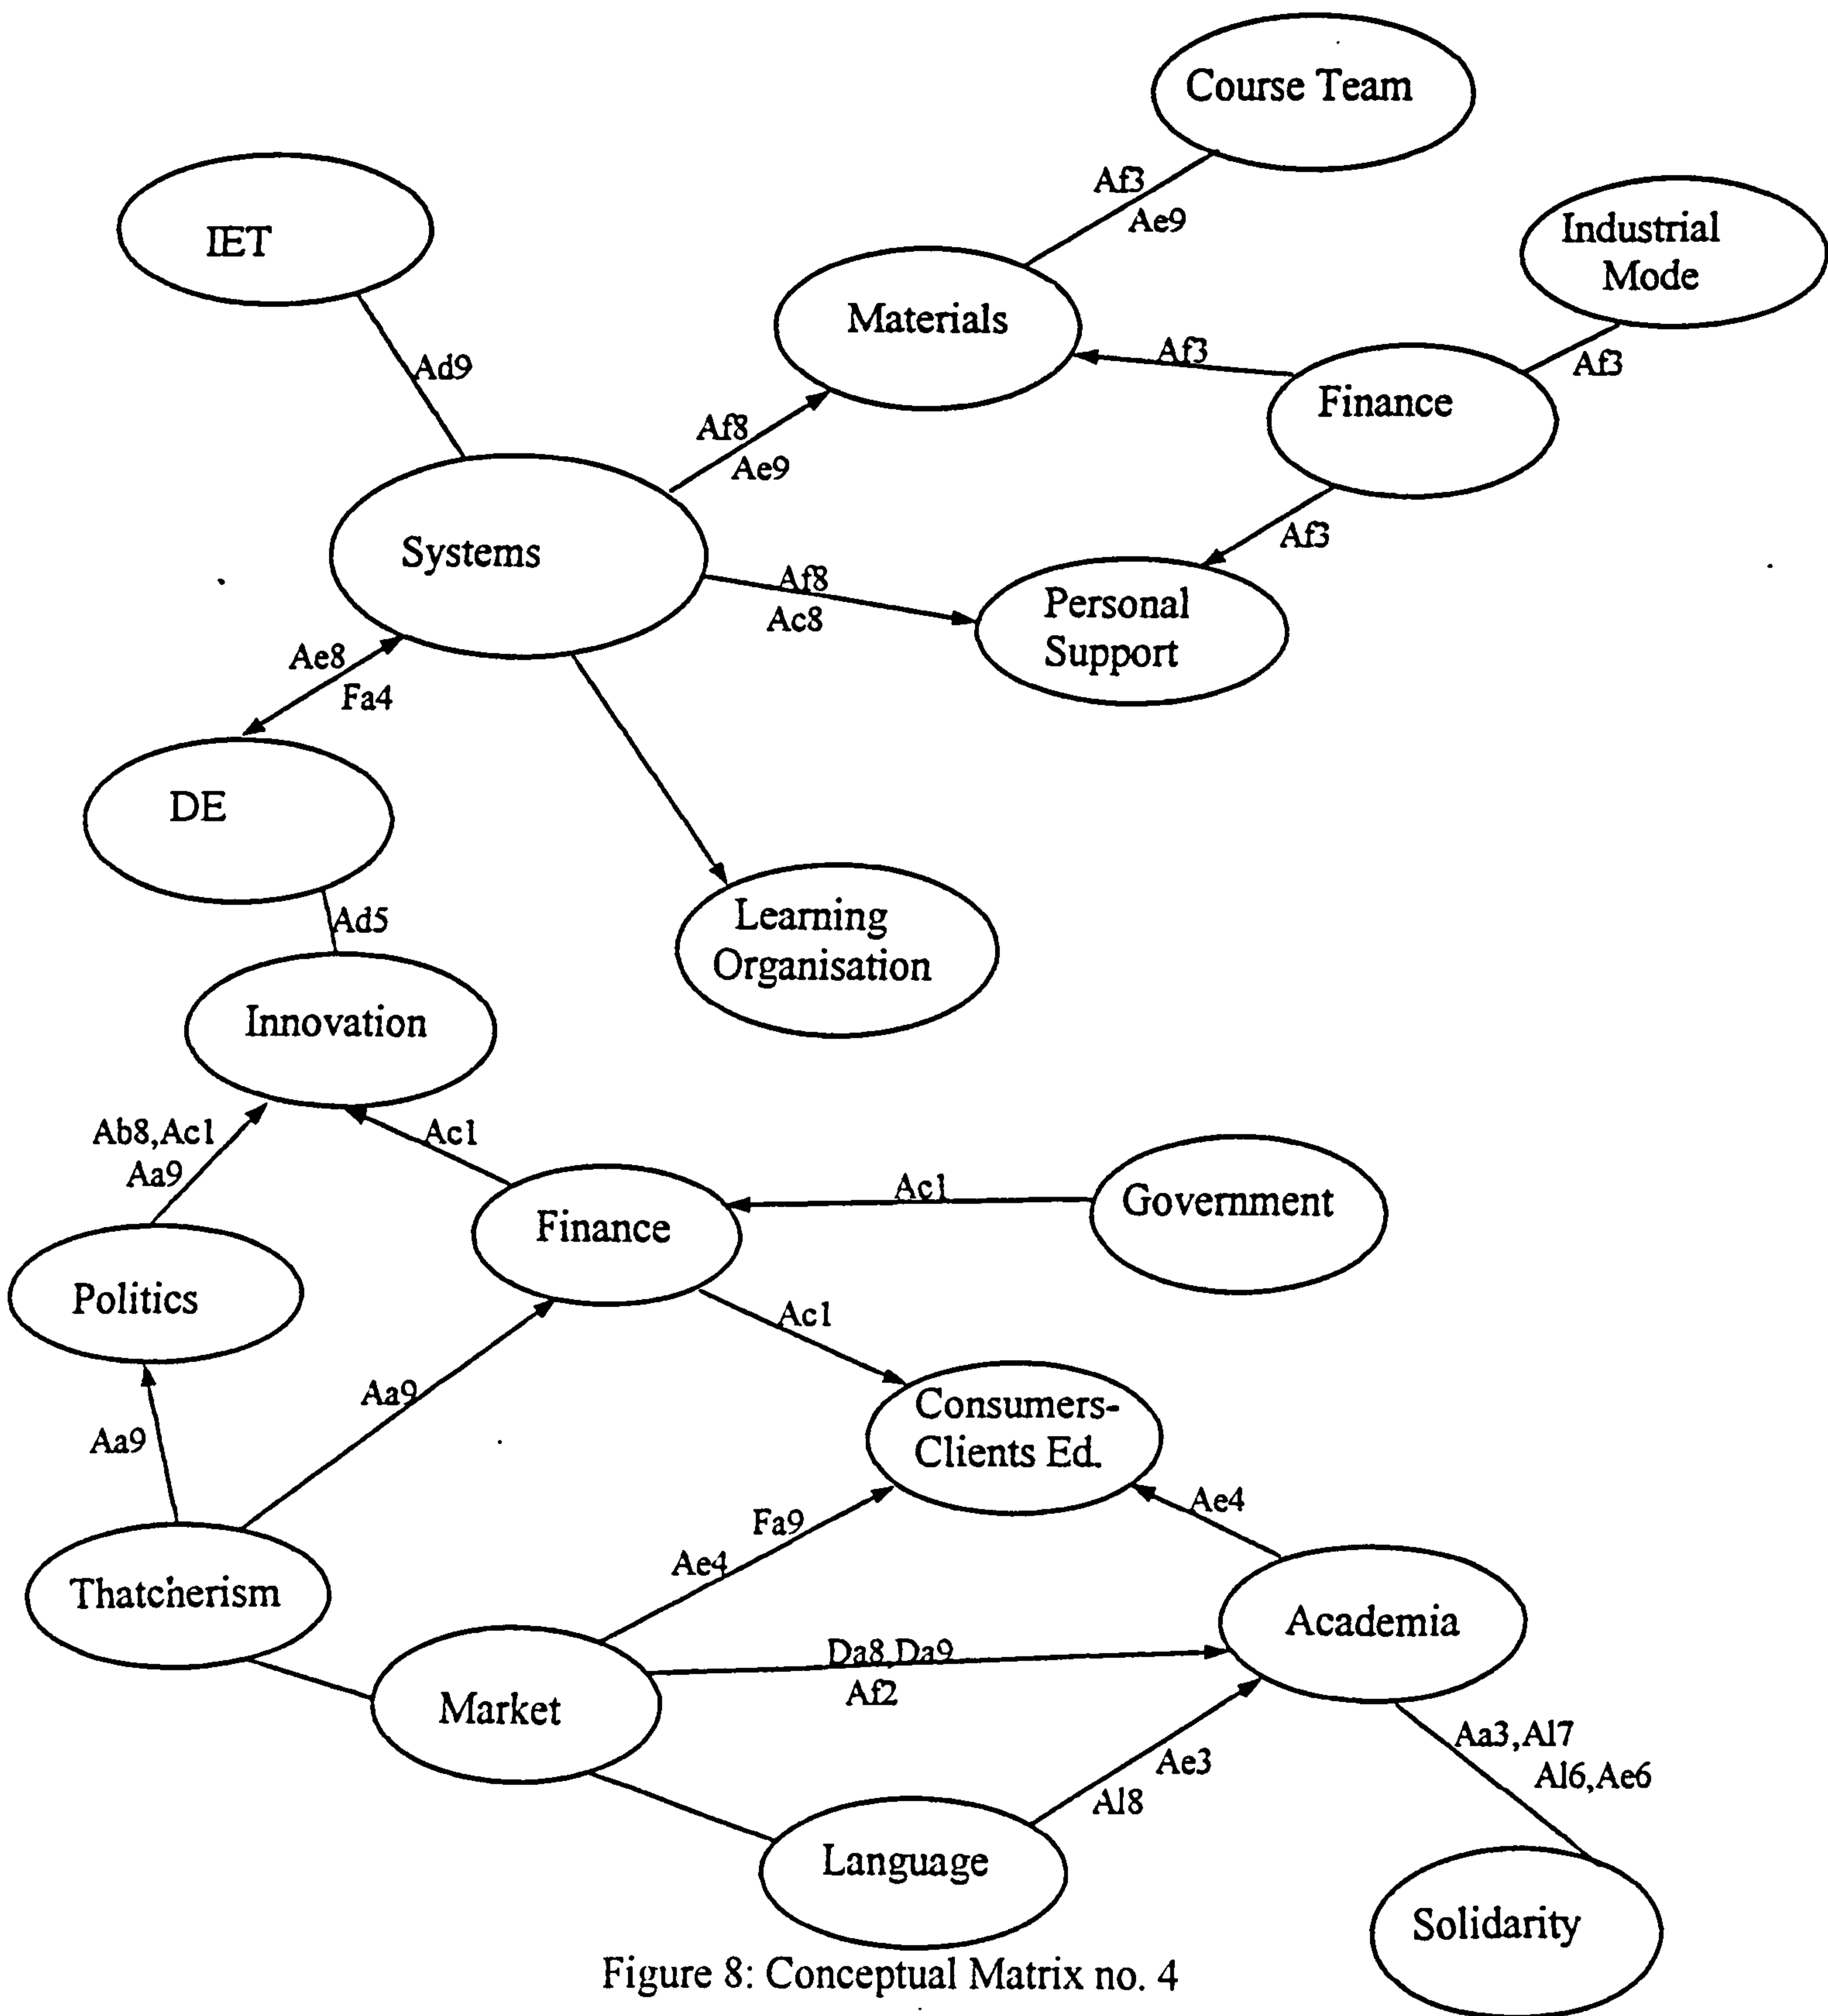 Course Team
Af3
Ae9
IET
Industrial
Mode
Materials
Af3
Af3
Finance
Ad9
Af8
Ae9
Af3
Systems
Af8
Ac8
Personal
Support
Ae8
Fa4
DE
Learning
Organisation
Ad5
Innovation
Ab8,Ac1
Aa9
Ac1
Finance
Ac1
Government
Politics
Ac1
Aa9
Aa9
Consumers-
Clients Ed.
Fa9
Ae4
Ae4
Thatcherism
Academia
Market
Da8,Da9
Af2
Aa3,Al7
Al6,Ae6
Ae3
Al8
Language
Solidarity
Figure 8: Conceptual Matrix no. 4